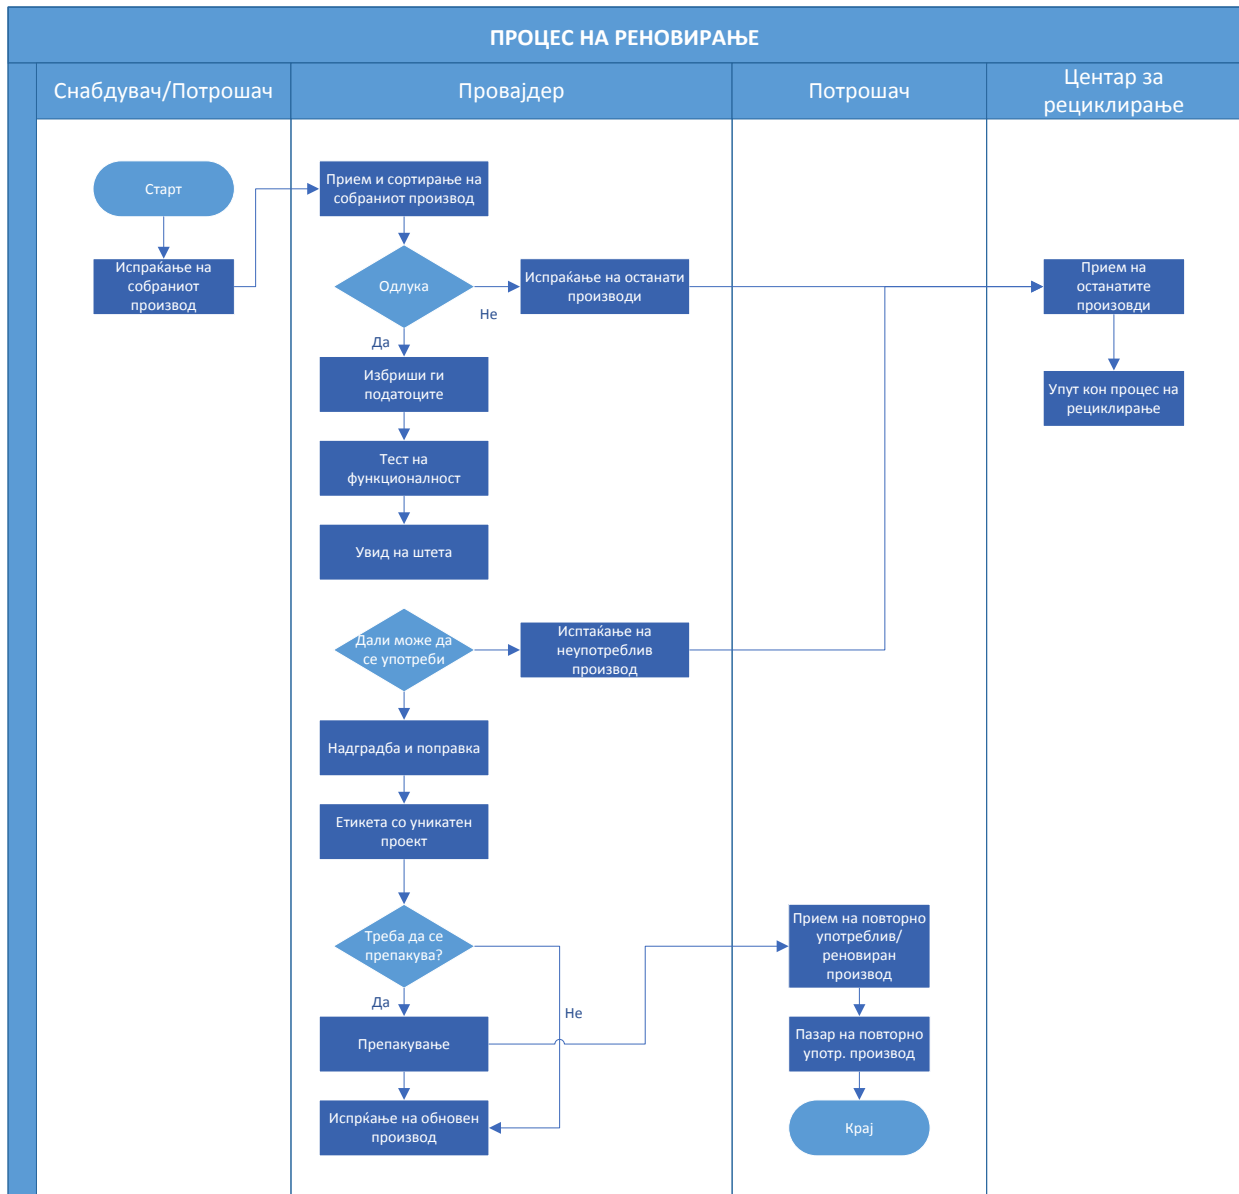 ПРОЦЕС НА РЕНОВИРАЊЕ
Снабдувач/Потрошач
Провајдер
Потрошач
Центар за
рециклирање
Старт
Испраќање на
собраниот
производ
Прием и сортирање на
собраниот производ
Одлука
Не
Да
Испраќање на останати
производи
Прием на
останатите
произовди
Упут кон процес на
рециклирање
Избриши ги
податоците
Тест на
функционалност
Увид на штета
Дали може да
се употреби
Исптаќање на
неупотреблив
производ
Надградба и поправка
Етикета со уникатен
проект
Треба да се
препакува?
Да
Не
Препакување
Испрќање на обновен
производ
Прием на повторно
употреблив/
реновиран
производ
Пазар на повторно
употр. производ
Крај